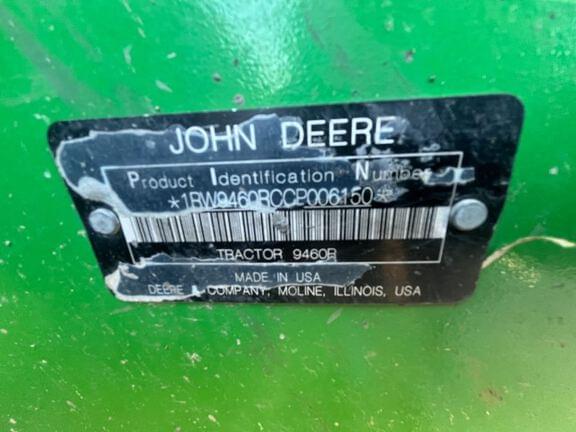 JOHN DEERE
Product Identification Number
*1RW9460RCCP006150*
TRACTOR 9460R
MADE IN USA
DEERE & COMPANY, MOLINE, ILLINOIS, USA